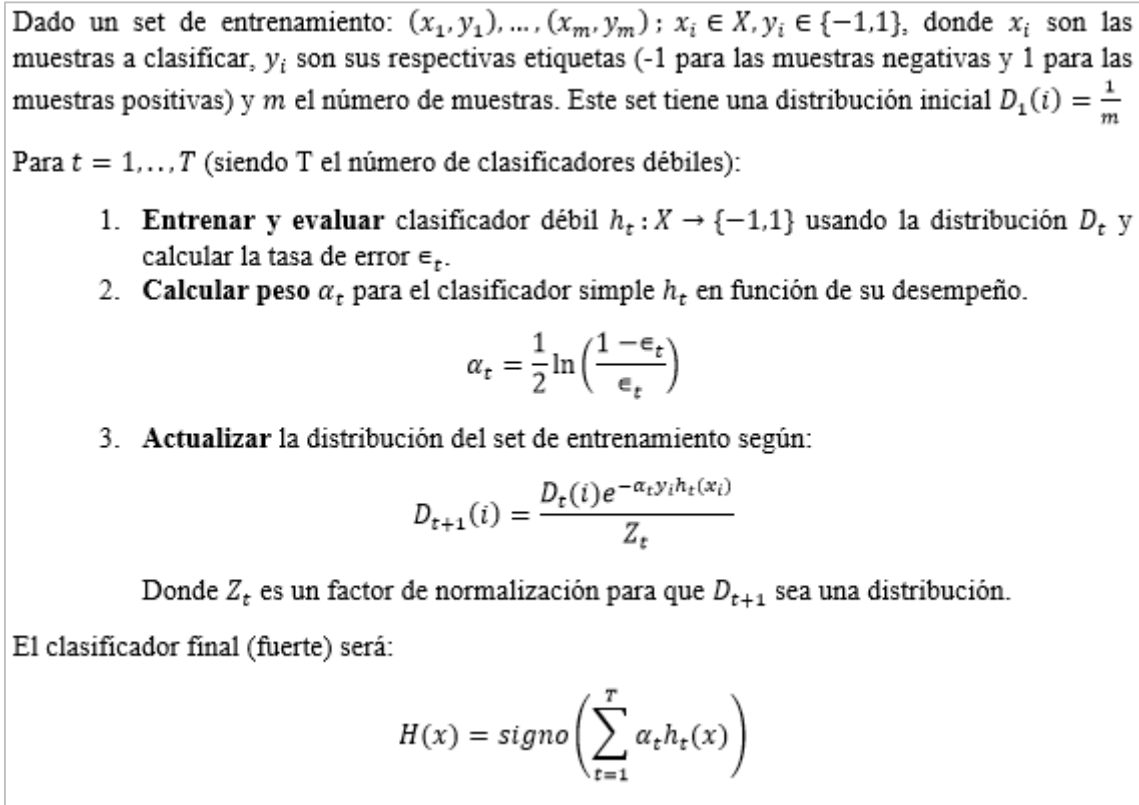 Dado un set de entrenamiento: (x₁, y₁), … , (xₘ, yₘ) ; xᵢ ∈ X, yᵢ ∈ {−1,1}, donde xᵢ son las
muestras a clasificar, yᵢ son sus respectivas etiquetas (-1 para las muestras negativas y 1 para las
muestras positivas) y m el número de muestras. Este set tiene una distribución inicial D₁(i) = 1/m
Para t = 1, . . , T (siendo T el número de clasificadores débiles):
1. Entrenar y evaluar clasificador débil hₜ : X → {−1,1} usando la distribución Dₜ y
calcular la tasa de error ∊ₜ.
2. Calcular peso αₜ para el clasificador simple hₜ en función de su desempeño.
αₜ = 1/2 ln((1 − ∊ₜ)/∊ₜ)
3. Actualizar la distribución del set de entrenamiento según:
Dₜ₊₁(i) = Dₜ(i)e^(−αₜyᵢhₜ(xᵢ)) / Zₜ
Donde Zₜ es un factor de normalización para que Dₜ₊₁ sea una distribución.
El clasificador final (fuerte) será:
H(x) = signo(∑ₜ₌₁ᵀ αₜhₜ(x))